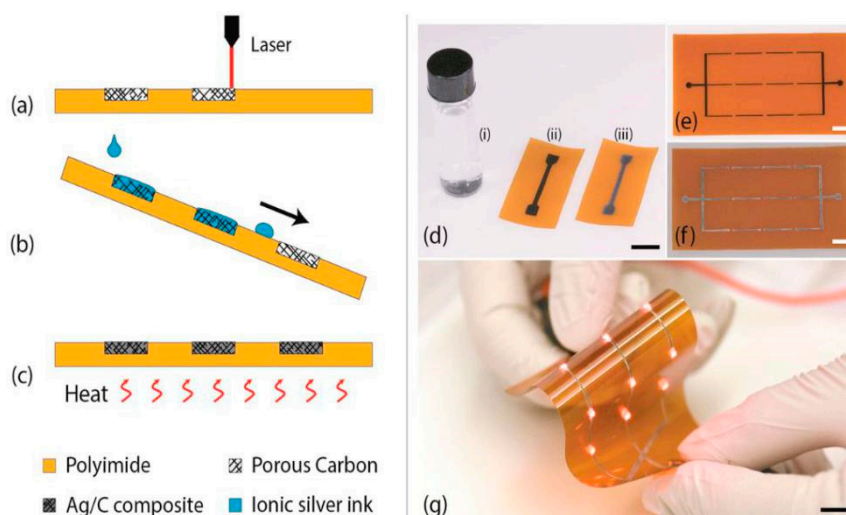 Laser
(a)
(b)
(c)
Heat
Polyimide
Porous Carbon
Ag/C composite
Ionic silver ink
(i)
(ii)
(iii)
(d)
(e)
(f)
(g)